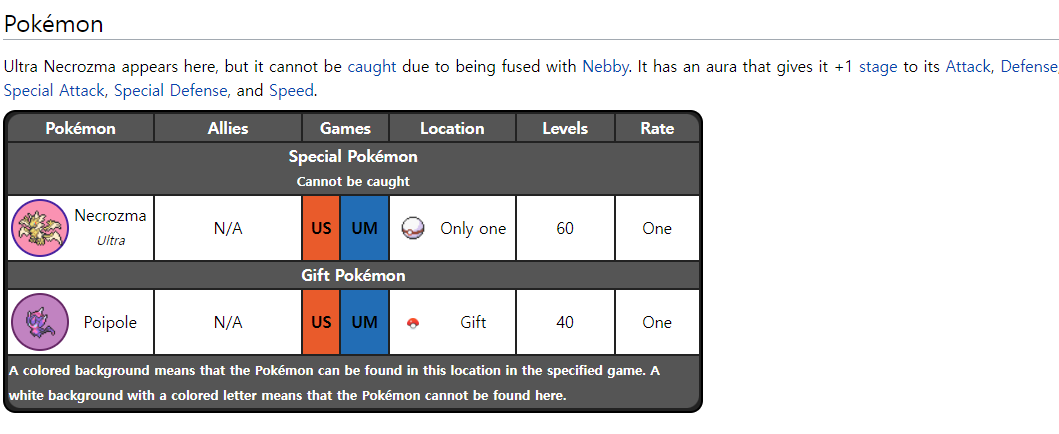 Pokémon
Ultra Necrozma appears here, but it cannot be caught due to being fused with Nebby. It has an aura that gives it +1 stage to its Attack, Defense,
Special Attack, Special Defense, and Speed.
Pokémon Allies Games Location Levels Rate
Special Pokémon
Cannot be caught
Necrozma
Ultra
N/A US UM Only one 60 One
Gift Pokémon
Poipole N/A US UM Gift 40 One
A colored background means that the Pokémon can be found in this location in the specified game. A
white background with a colored letter means that the Pokémon cannot be found here.